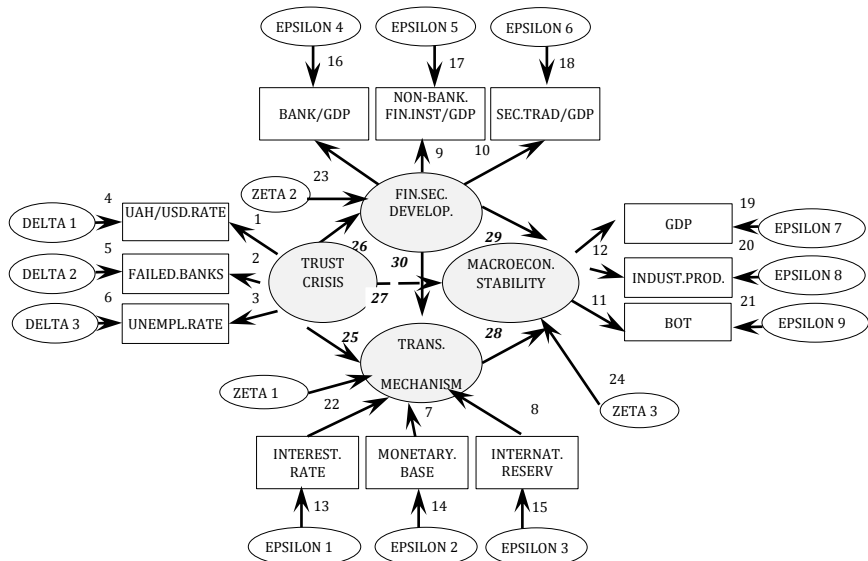 EPSILON 4
EPSILON 5
EPSILON 6
16
17
18
BANK/GDP
NON-BANK.
FIN.INST/GDP
SEC.TRAD/GDP
9
10
23
ZETA 2
FIN.SEC.
DEVELOP.
4
DELTA 1
UAH/USD.RATE
1
29
19
GDP
EPSILON 7
5
DELTA 2
FAILED.BANKS
2
TRUST
CRISIS
26
30
27
MACROECON.
STABILITY
12
20
INDUST.PROD.
EPSILON 8
6
DELTA 3
UNEMPL.RATE
3
11
21
BOT
EPSILON 9
25
TRANS.
MECHANISM
28
ZETA 1
22
7
8
24
ZETA 3
INTEREST.
RATE
MONETARY.
BASE
INTERNAT.
RESERV
13
14
15
EPSILON 1
EPSILON 2
EPSILON 3